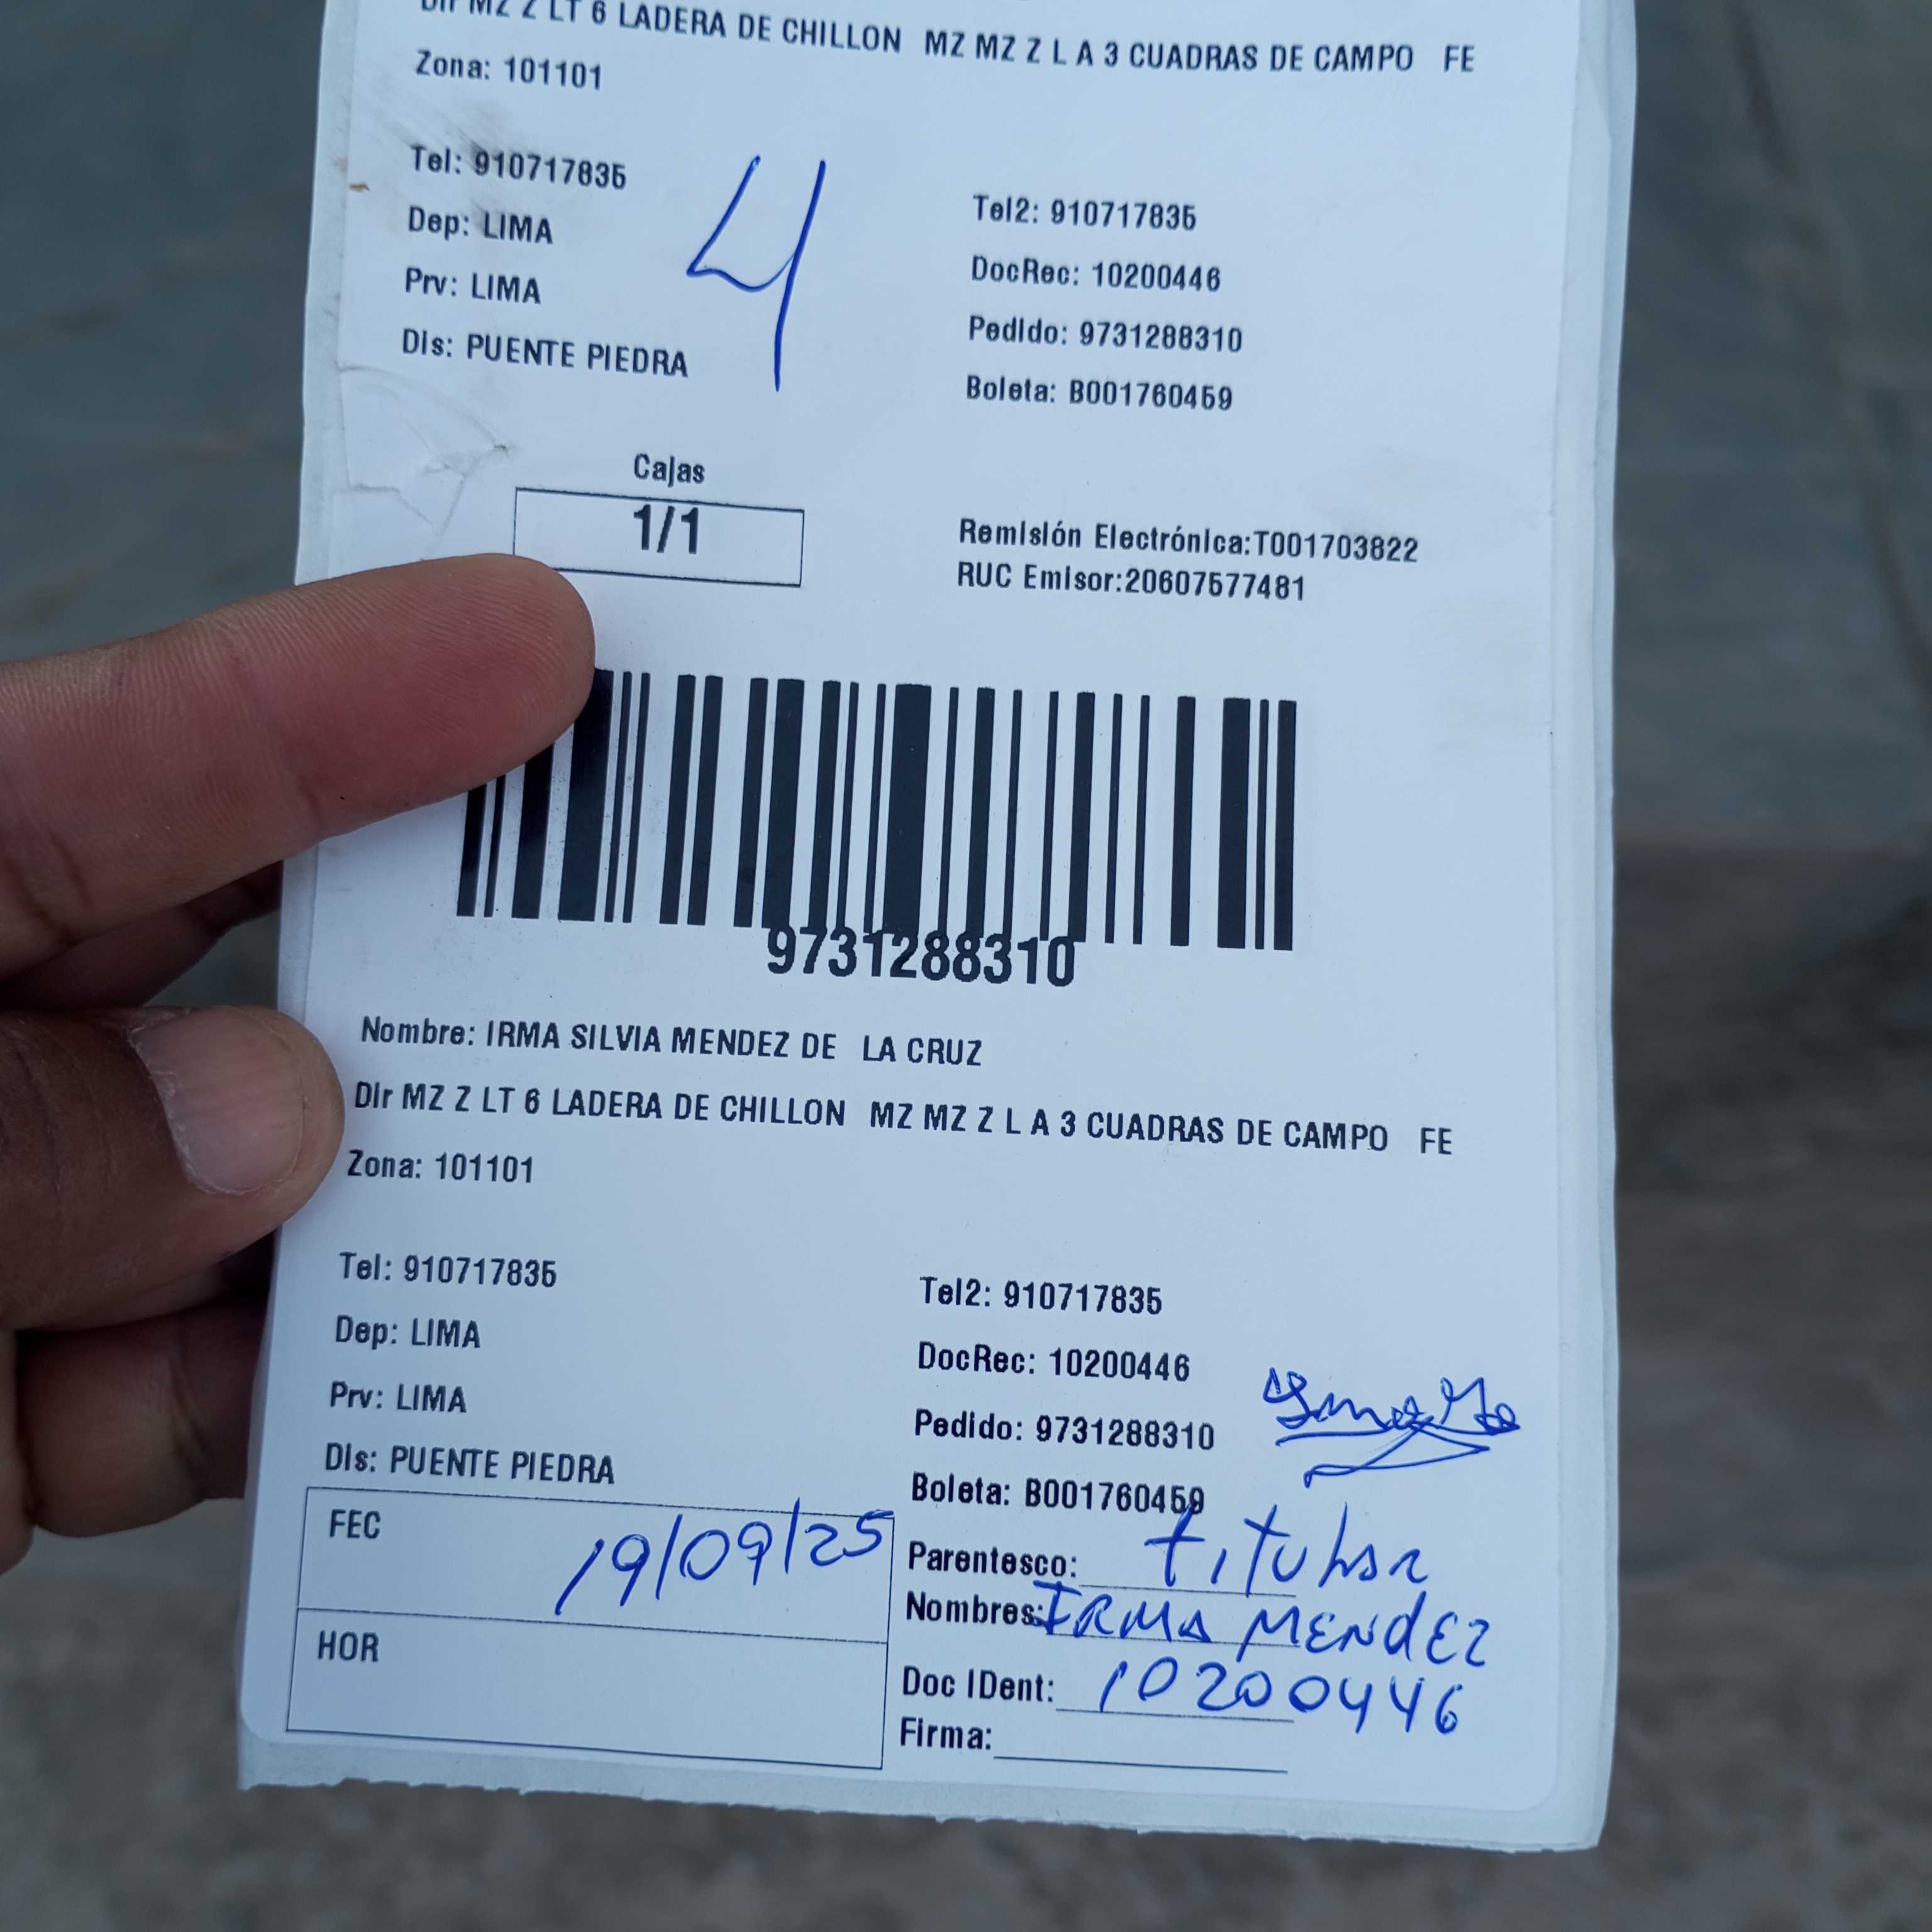 Dir MZ Z LT 6 LADERA DE CHILLON MZ MZ Z L A 3 CUADRAS DE CAMPO FE
Zona: 101101
Tel: 910717835
Dep: LIMA
Prv: LIMA
Dis: PUENTE PIEDRA
4
Tel2: 910717835
DocRec: 10200446
Pedido: 9731288310
Boleta: B001760459
Cajas
1/1
Remisión Electrónica:T001703822
RUC Emisor:20607577481
9731288310
Nombre: IRMA SILVIA MENDEZ DE LA CRUZ
Dir MZ Z LT 6 LADERA DE CHILLON MZ MZ Z L A 3 CUADRAS DE CAMPO FE
Zona: 101101
Tel: 910717835
Dep: LIMA
Prv: LIMA
Dis: PUENTE PIEDRA
Tel2: 910717835
DocRec: 10200446
Pedido: 9731288310
Boleta: B001760459
FEC 19/09/25
HOR
Parentesco: titular
Nombres: IRMA MENDEZ
Doc IDent: 10200446
Firma: